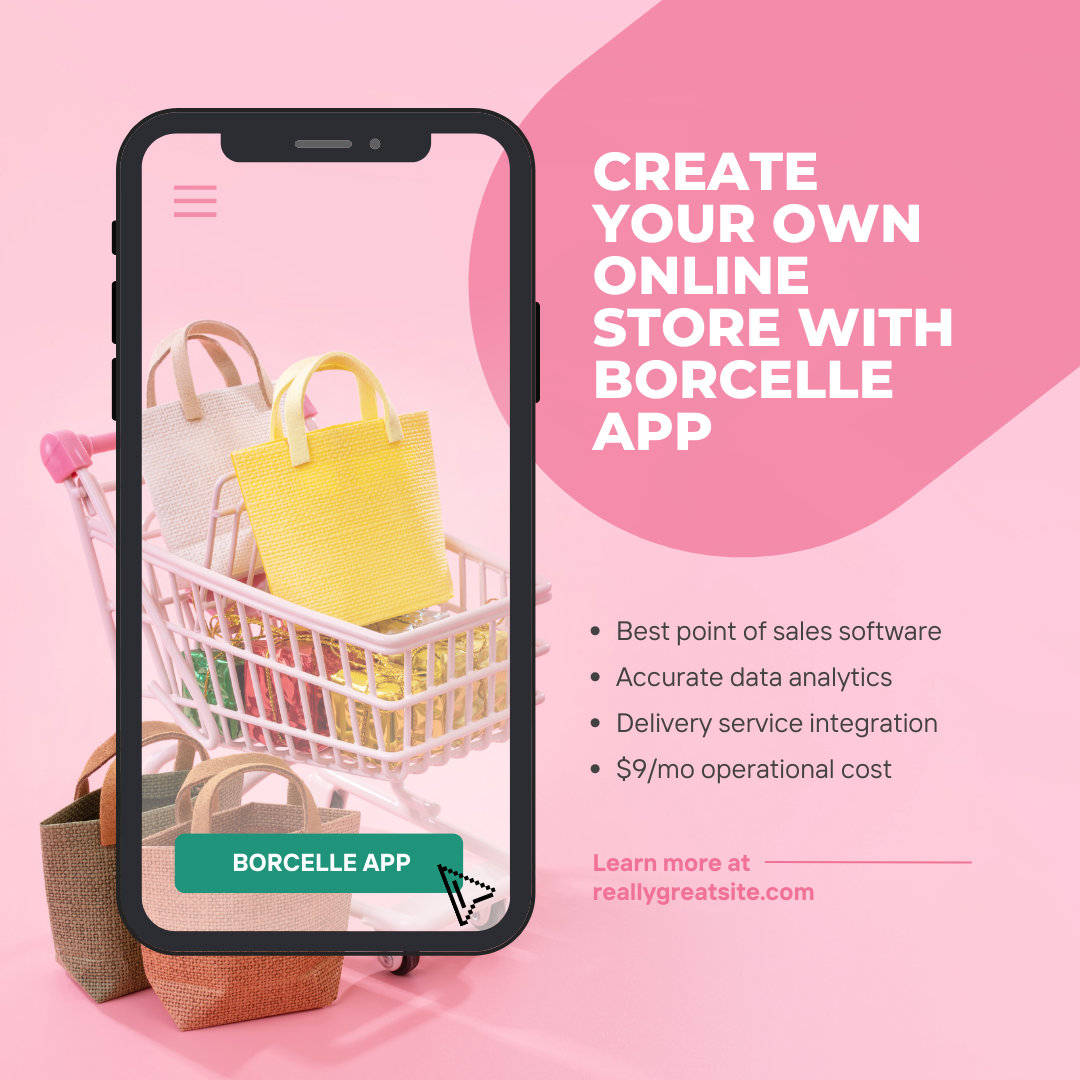 CREATE
YOUR OWN
ONLINE
STORE WITH
BORCELLE
APP
• Best point of sales software
• Accurate data analytics
• Delivery service integration
• $9/mo operational cost
BORCELLE APP
Learn more at
reallygreatsite.com